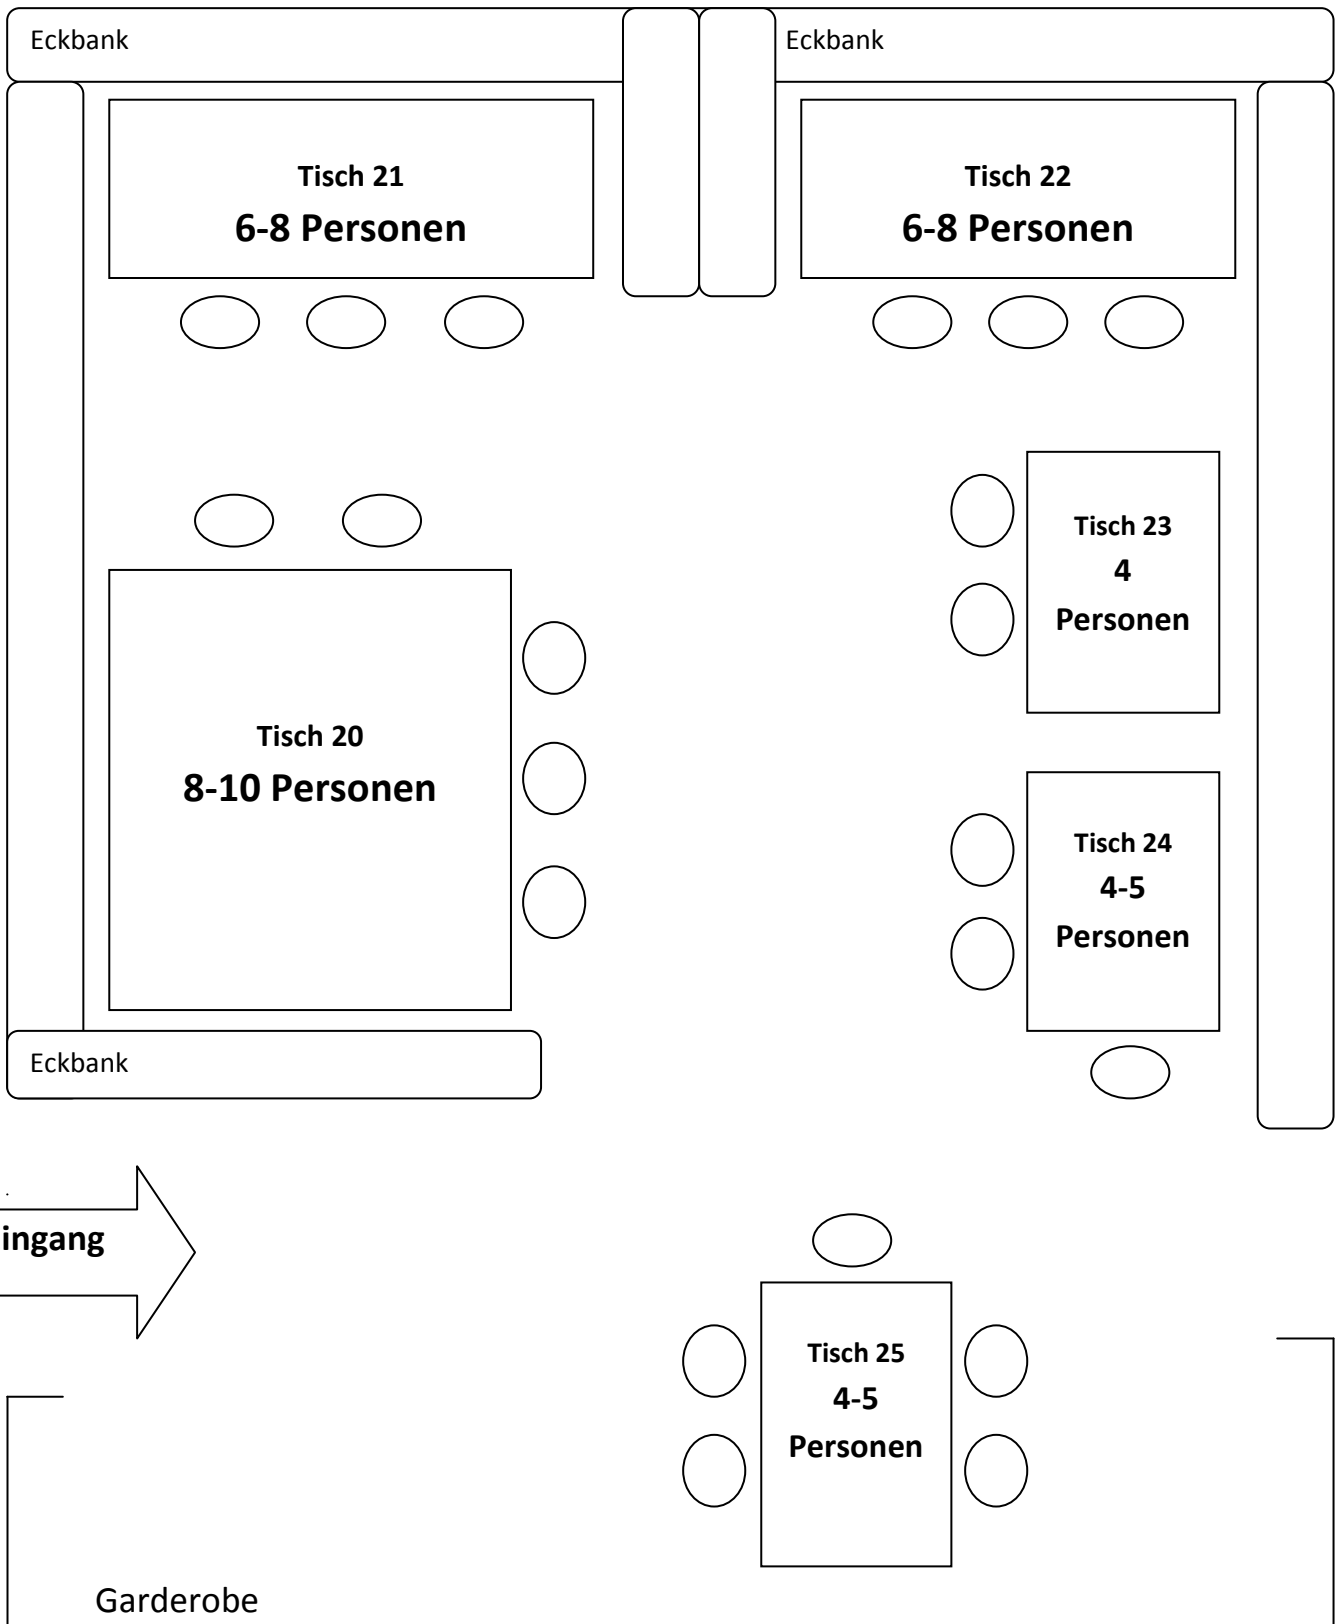 Eckbank
Eckbank
Tisch 21
6-8 Personen
Tisch 22
6-8 Personen
Tisch 23
4
Personen
Tisch 20
8-10 Personen
Tisch 24
4-5
Personen
Eckbank
ingang
Tisch 25
4-5
Personen
Garderobe